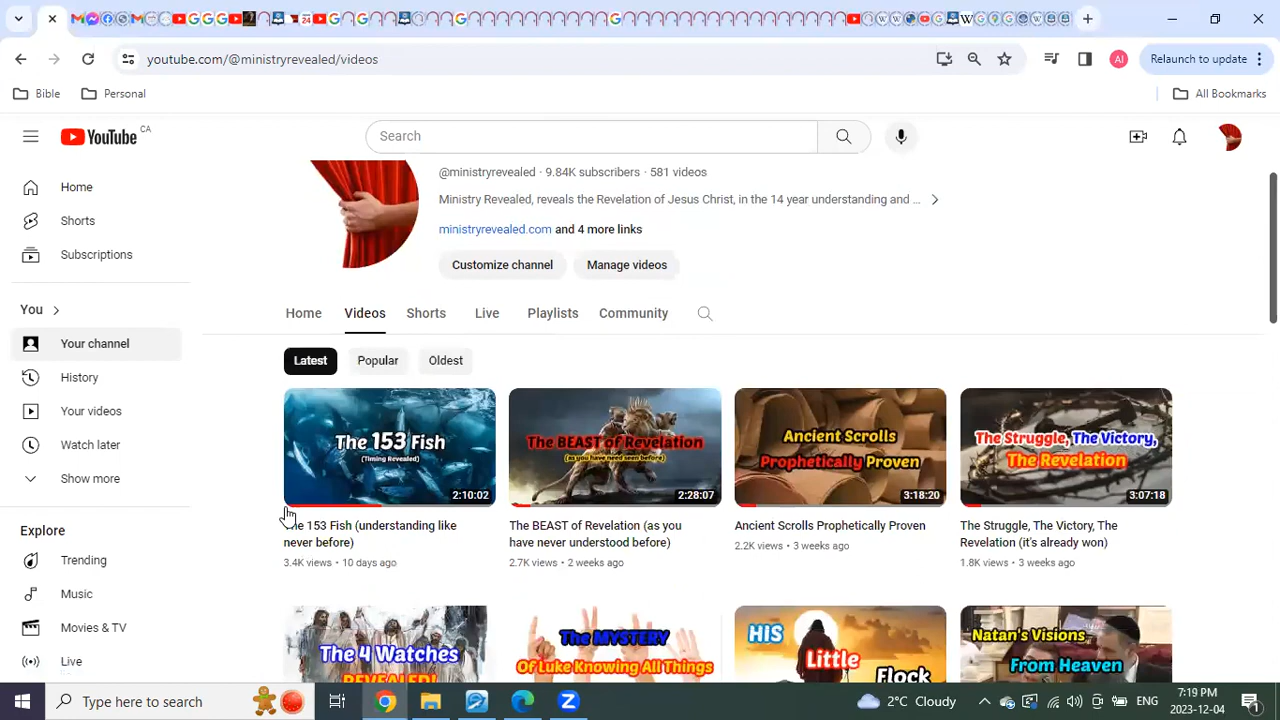 24
youtube.com/@ministryrevealed/videos
AI
Relaunch to update
Bible
Personal
All Bookmarks
YouTube CA
Search
Home
Shorts
Subscriptions
You
Your channel
History
Your videos
Watch later
Show more
Explore
Trending
Music
Movies & TV
Live
@ministryrevealed · 9.84K subscribers · 581 videos
Ministry Revealed, reveals the Revelation of Jesus Christ, in the 14 year understanding and ...
ministryrevealed.com and 4 more links
Customize channel
Manage videos
Home
Videos
Shorts
Live
Playlists
Community
Latest
Popular
Oldest
The 153 Fish
(Timing Revealed)
2:10:02
The 153 Fish (understanding like
never before)
3.4K views · 10 days ago
The BEAST of Revelation
(as you have need seen before)
2:28:07
The BEAST of Revelation (as you
have never understood before)
2.7K views · 2 weeks ago
Ancient Scrolls
Prophetically Proven
3:18:20
Ancient Scrolls Prophetically Proven
2.2K views · 3 weeks ago
The Struggle, The Victory,
The Revelation
3:07:18
The Struggle, The Victory, The
Revelation (it's already won)
1.8K views · 3 weeks ago
The 4 Watches
REVEALED!
The MYSTERY
Of Luke Knowing All Things
HIS
Little
Flock
Natan's Visions
From Heaven
Type here to search
2°C Cloudy
ENG
7:19 PM
2023-12-04
1